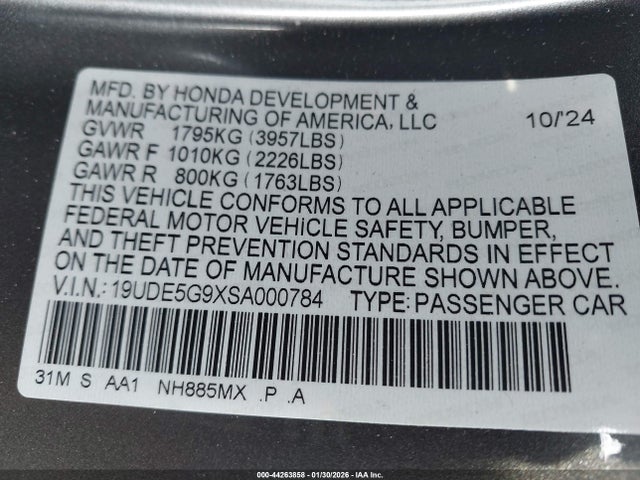 MFD. BY HONDA DEVELOPMENT &
MANUFACTURING OF AMERICA, LLC 10/'24
GVWR 1795KG (3957LBS)
GAWR F 1010KG (2226LBS)
GAWR R 800KG (1763LBS)
THIS VEHICLE CONFORMS TO ALL APPLICABLE
FEDERAL MOTOR VEHICLE SAFETY, BUMPER,
AND THEFT PREVENTION STANDARDS IN EFFECT
ON THE DATE OF MANUFACTURE SHOWN ABOVE.
V.I.N.: 19UDE5G9XSA000784 TYPE: PASSENGER CAR
31M S AA1 NH885MX .P .A
000-44263858 - 01/30/2026 - IAA Inc.